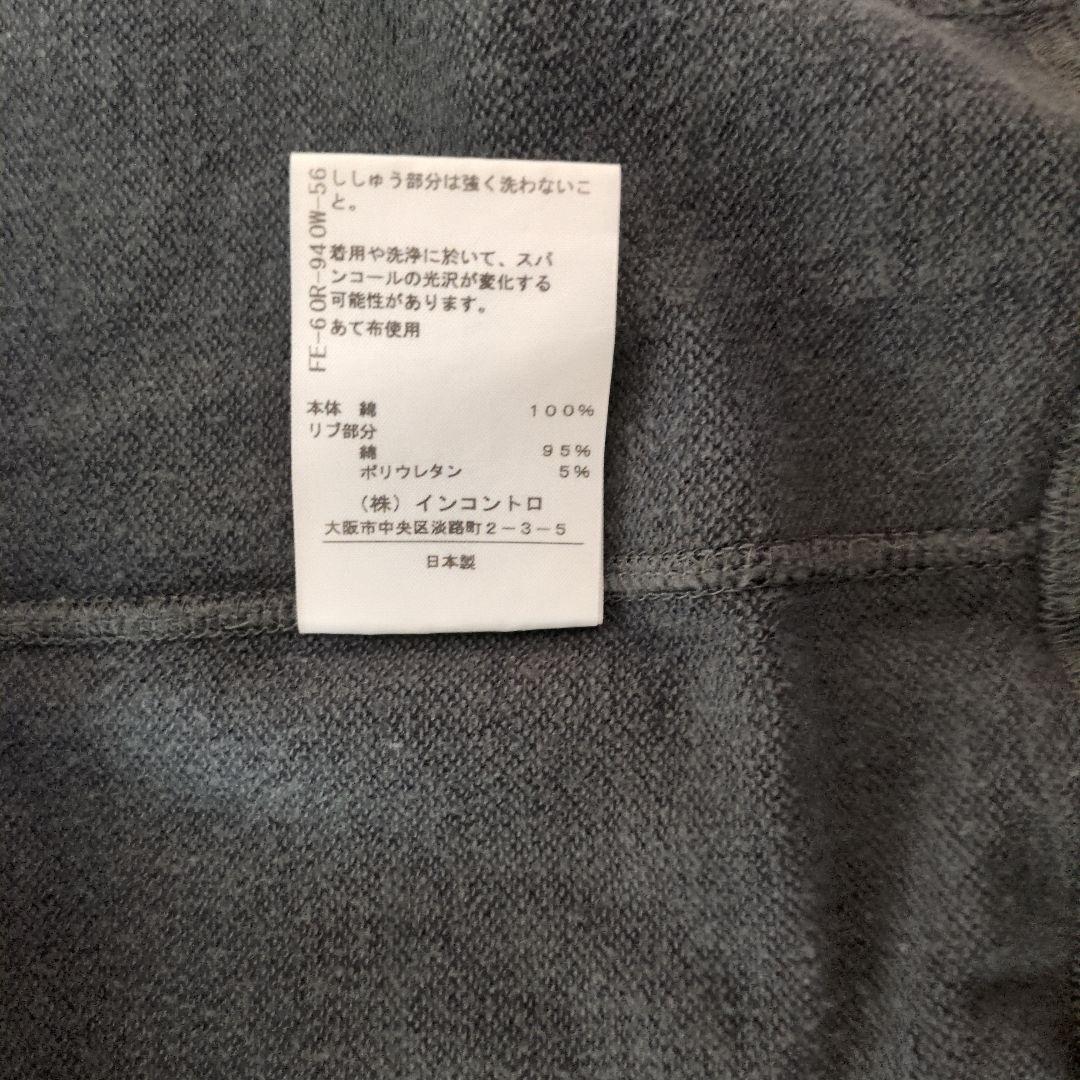 FE-60R-940W-56
ししゅう部分は強く洗わないこ
と。
着用や洗浄に於いて、スパ
ンコールの光沢が変化する
可能性があります。
あて布使用
本体 綿 100%
リブ部分
綿 95%
ポリウレタン 5%
(株)インコントロ
大阪市中央区淡路町2-3-5
日本製